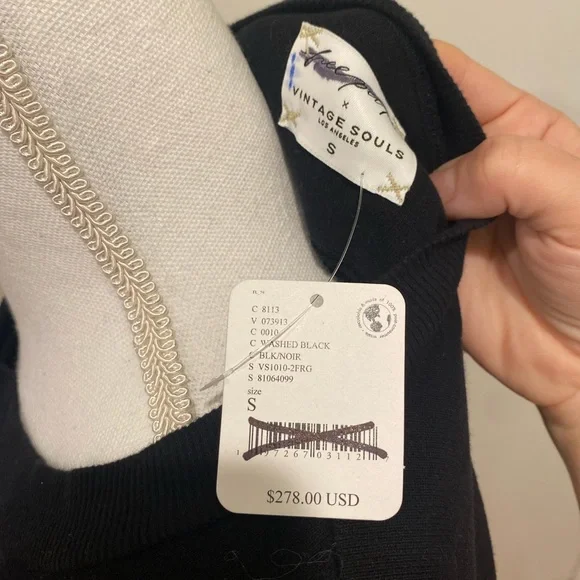 free people
x
VINTAGE SOULS
LOS ANGELES
S
C 8113
V 073913
C 0010
C WASHED BLACK
BLK/NOIR
S VS1010-2FRG
S 81064099
size
S
$278.00 USD